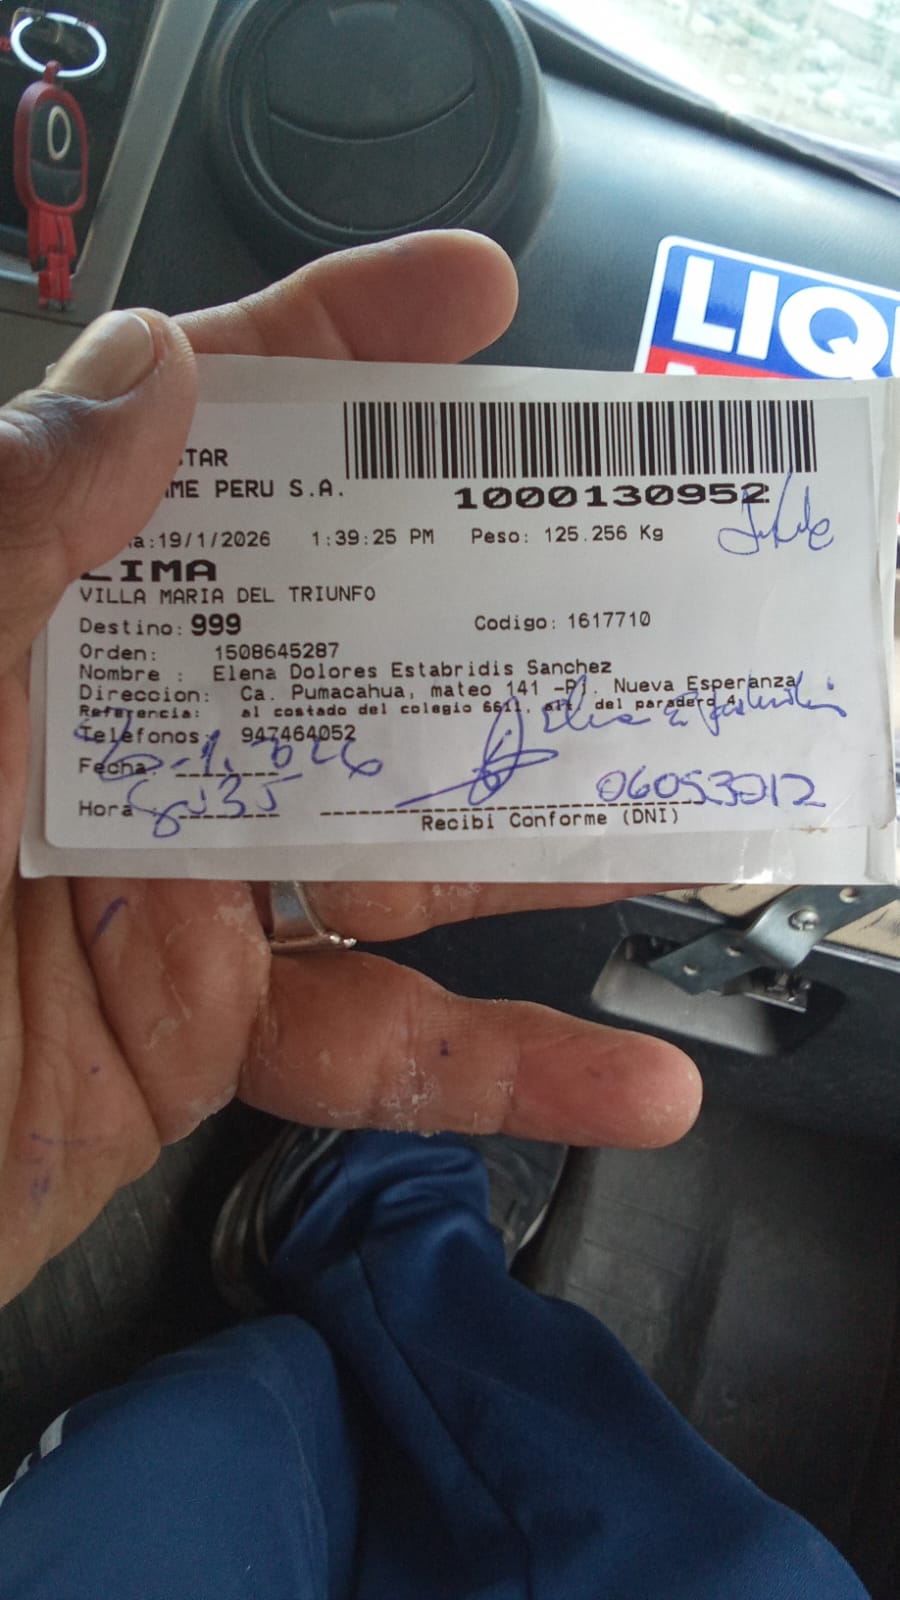 LIQ
TAR
ME PERU S.A.
1000130952
a:19/1/2026 1:39:25 PM Peso: 125.256 Kg
LIMA
VILLA MARIA DEL TRIUNFO
Destino: 999 Codigo: 1617710
Orden: 1508645287
Nombre : Elena Dolores Estabridis Sanchez
Direccion: Ca. Pumacahua, mateo 141 -Pj. Nueva Esperanza
Referencia: al costado del colegio 6611, alt. del paradero 4,
Telefonos: 947464052
Fecha:
Hora
06053012
Recibi Conforme (DNI)